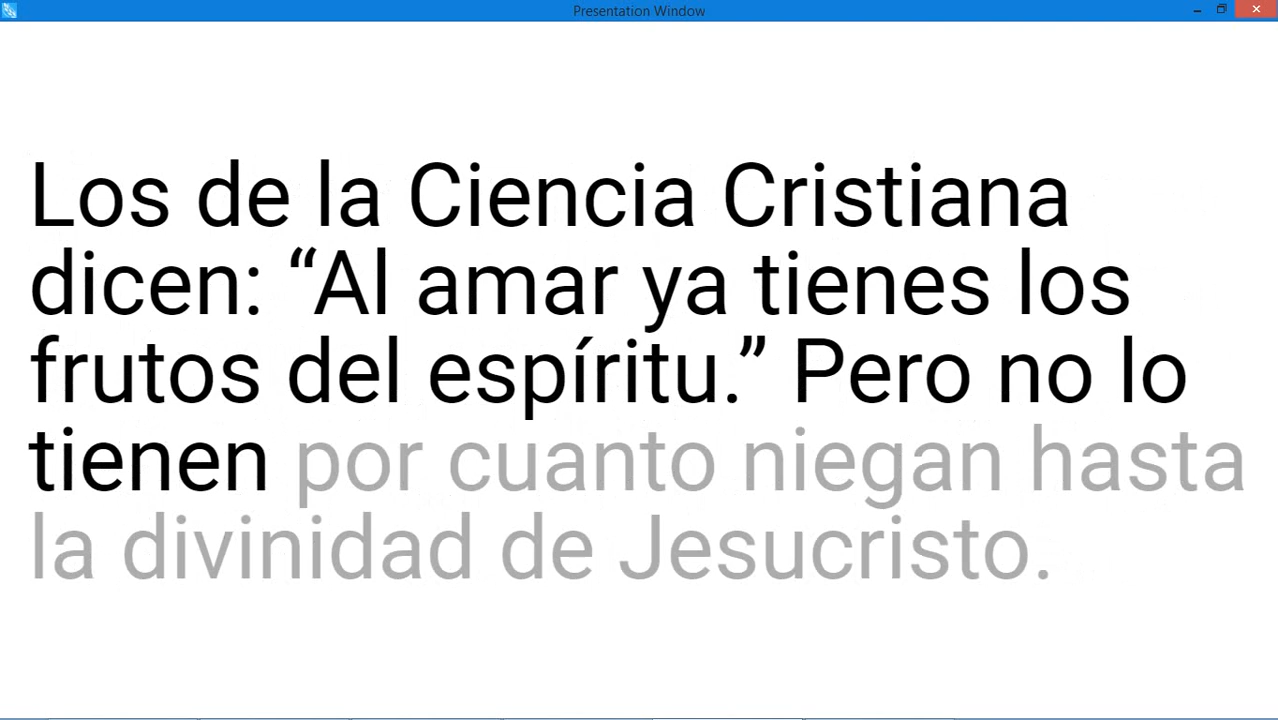 Presentation Window
Los de la Ciencia Cristiana
dicen: “Al amar ya tienes los
frutos del espíritu.” Pero no lo
tienen por cuanto niegan hasta
la divinidad de Jesucristo.